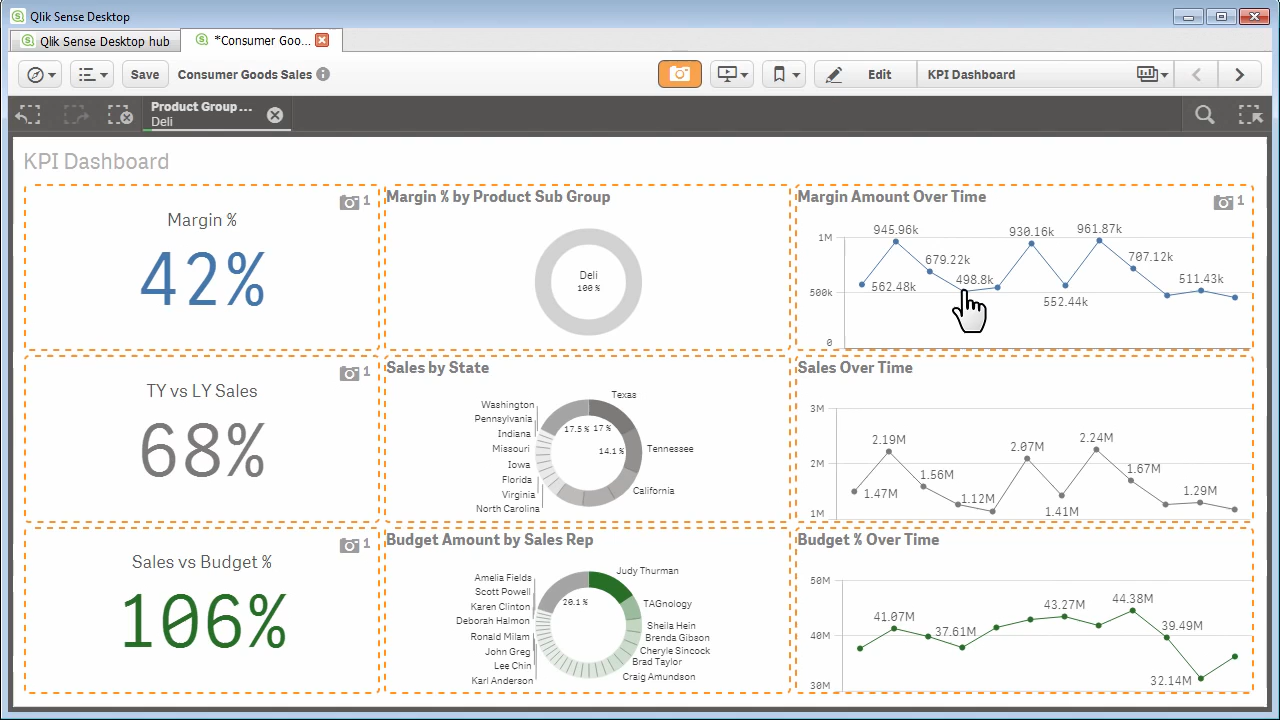 Qlik Sense Desktop
Qlik Sense Desktop hub
*Consumer Goo...
Save
Consumer Goods Sales
Edit
KPI Dashboard
Product Group ...
Deli
KPI Dashboard
Margin %
1
42%
Margin % by Product Sub Group
Deli
100 %
Margin Amount Over Time
1
1M
500k
0
945.96k
562.48k
679.22k
498.8k
930.16k
552.44k
961.87k
707.12k
511.43k
TY vs LY Sales
1
68%
Sales by State
Texas
Tennessee
California
Washington
Pennsylvania
Indiana
Missouri
Iowa
Florida
Virginia
North Carolina
17.5 %
17 %
14.1 %
Sales Over Time
3M
2M
1M
2.19M
1.47M
1.56M
1.12M
2.07M
1.41M
2.24M
1.67M
1.29M
Sales vs Budget %
1
106%
Budget Amount by Sales Rep
Judy Thurman
TAGnology
Sheila Hein
Brenda Gibson
Cheryle Sincock
Brad Taylor
Craig Amundson
Amelia Fields
Scott Powell
Karen Clinton
Deborah Halmon
Ronald Milam
John Greg
Lee Chin
Karl Anderson
20.1 %
Budget % Over Time
50M
40M
30M
41.07M
37.61M
43.27M
44.38M
39.49M
32.14M